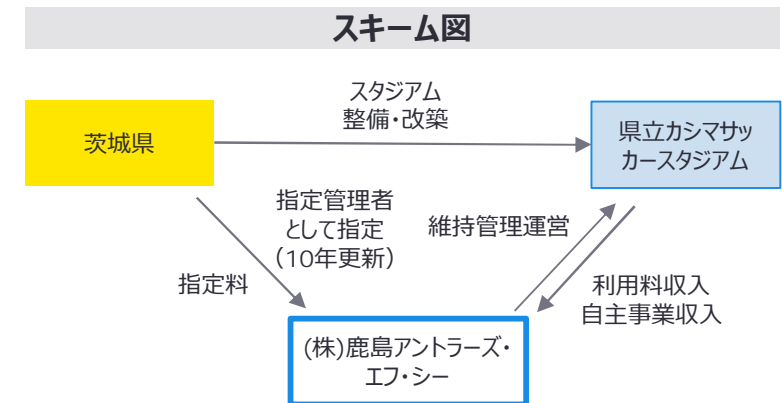 スキーム図
スタジアム
整備・改築
茨城県
県立カシマサッ
カースタジアム
指定管理者
として指定
（10年更新）
維持管理運営
指定料
利用料収入
自主事業収入
(株)鹿島アントラーズ・
エフ・シー